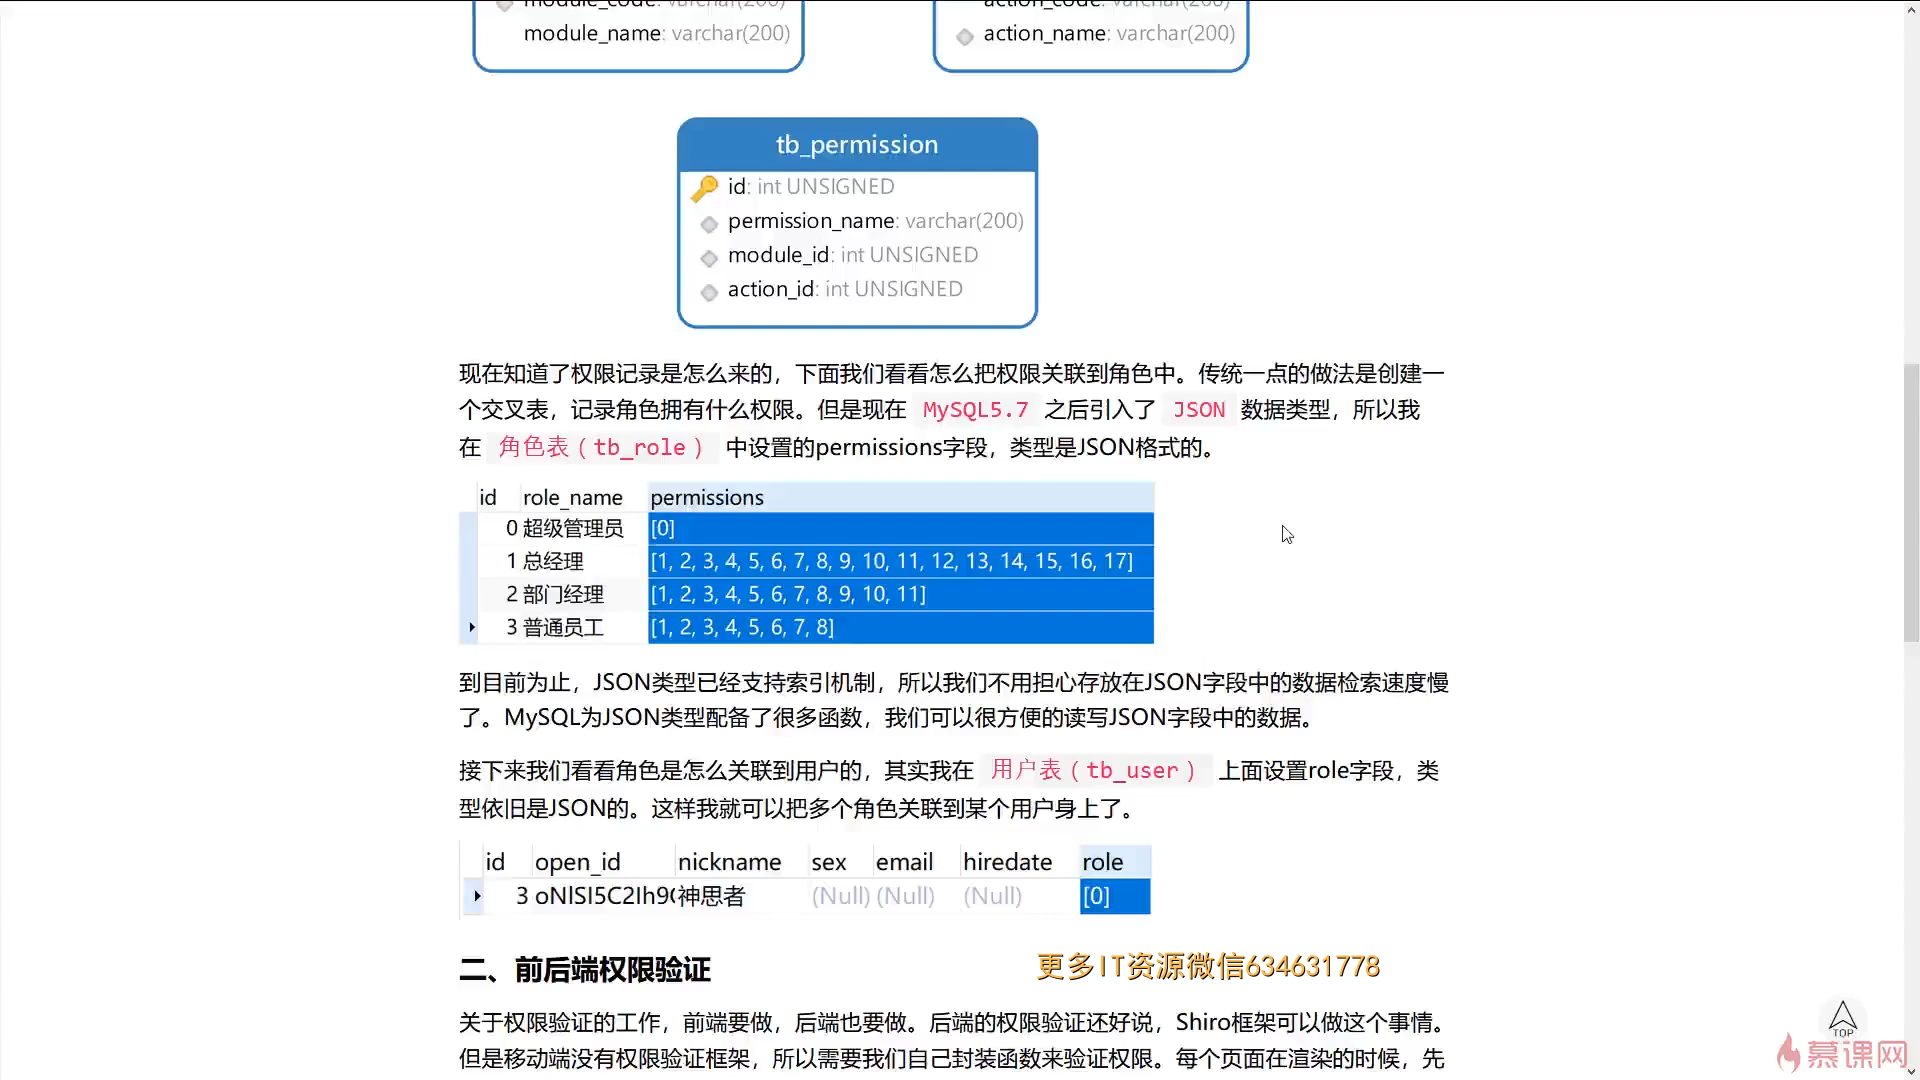 module_code: varchar(200)
action_code: varchar(200)
module_name: varchar(200)
action_name: varchar(200)
tb_permission
id: int UNSIGNED
permission_name: varchar(200)
module_id: int UNSIGNED
action_id: int UNSIGNED
现在知道了权限记录是怎么来的，下面我们看看怎么把权限关联到角色中。传统一点的做法是创建一
个交叉表，记录角色拥有什么权限。但是现在 MySQL5.7 之后引入了 JSON 数据类型，所以我
在 角色表（tb_role） 中设置的permissions字段，类型是JSON格式的。
id role_name permissions
0 超级管理员 [0]
1 总经理 [1, 2, 3, 4, 5, 6, 7, 8, 9, 10, 11, 12, 13, 14, 15, 16, 17]
2 部门经理 [1, 2, 3, 4, 5, 6, 7, 8, 9, 10, 11]
3 普通员工 [1, 2, 3, 4, 5, 6, 7, 8]
到目前为止，JSON类型已经支持索引机制，所以我们不用担心存放在JSON字段中的数据检索速度慢
了。MySQL为JSON类型配备了很多函数，我们可以很方便的读写JSON字段中的数据。
接下来我们看看角色是怎么关联到用户的，其实我在 用户表（tb_user） 上面设置role字段，类
型依旧是JSON的。这样我就可以把多个角色关联到某个用户身上了。
id open_id nickname sex email hiredate role
3 神思者 (Null) (Null) (Null) [0]
二、前后端权限验证
更多IT资源微信634631778
关于权限验证的工作，前端要做，后端也要做。后端的权限验证还好说，Shiro框架可以做这个事情。
但是移动端没有权限验证框架，所以需要我们自己封装函数来验证权限。每个页面在渲染的时候，先
TOP
慕课网